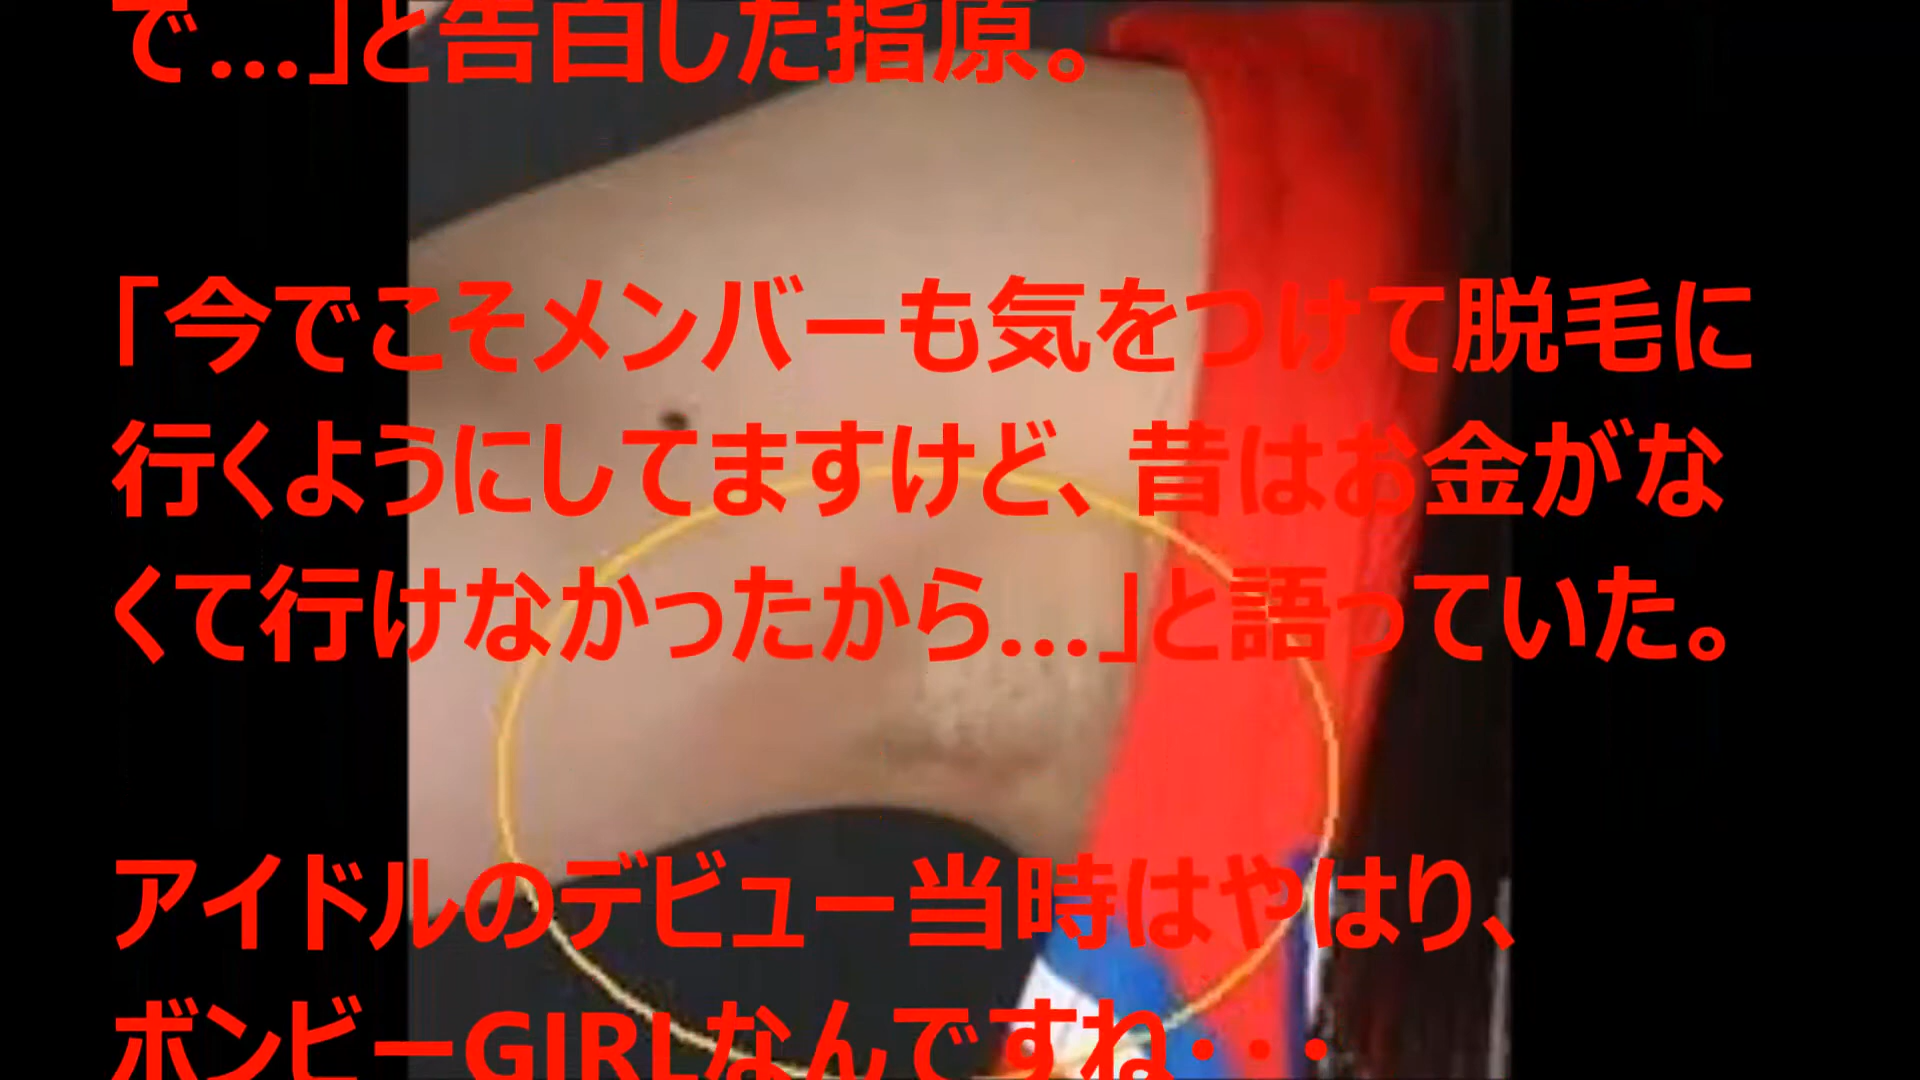 で…」と告白した指原。
「今でこそメンバーも気をつけて脱毛に
行くようにしてますけど、昔はお金がな
くて行けなかったから…」と語っていた。
アイドルのデビュー当時はやはり、
ボンビーGIRLなんですね・・・